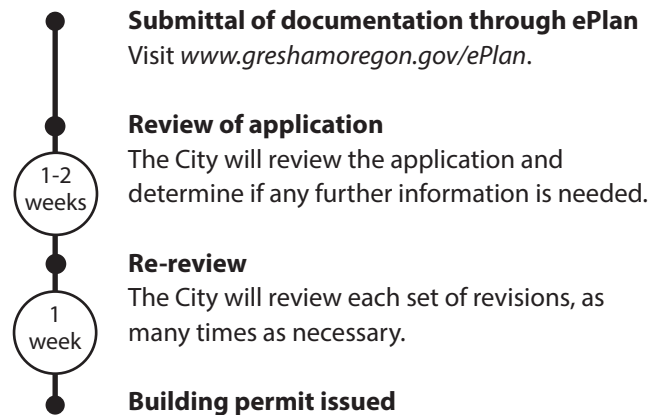 Submittal of documentation through ePlan
Visit www.greshamoregon.gov/ePlan.
Review of application
The City will review the application and
determine if any further information is needed.
1-2
weeks
Re-review
The City will review each set of revisions, as
many times as necessary.
1
week
Building permit issued